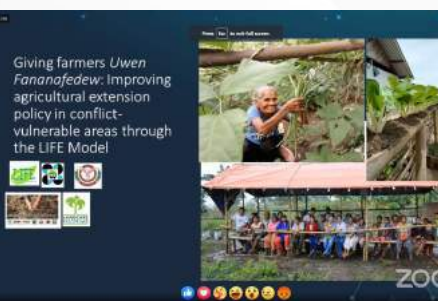 Press Esc to exit full screen
Giving farmers Uwen
Fananafedew: Improving
agricultural extension
policy in conflict-
vulnerable areas through
the LIFE Model
LIFE
ZOO